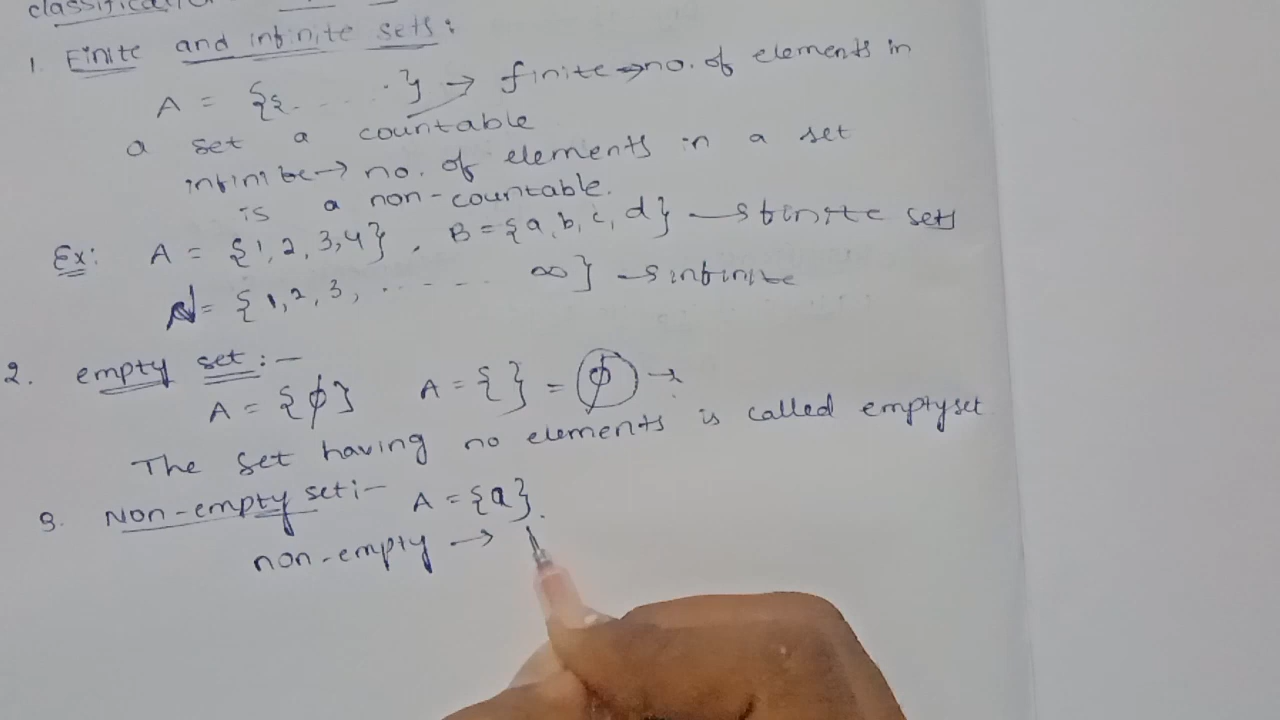 classification
1. Finite and infinite sets:
A = { . . . . . } → finite → no. of elements in
a set a countable
infinite → no. of elements in a set
is a non-countable.
Ex: A = {1, 2, 3, 4} , B = {a, b, c, d} → finite sets
N = {1, 2, 3, . . . . . . ∞} → infinite
2. empty set :-
A = {ϕ} A = { } = ϕ →
The set having no elements is called emptyset
3. Non-empty set :- A = {a}.
non-empty →